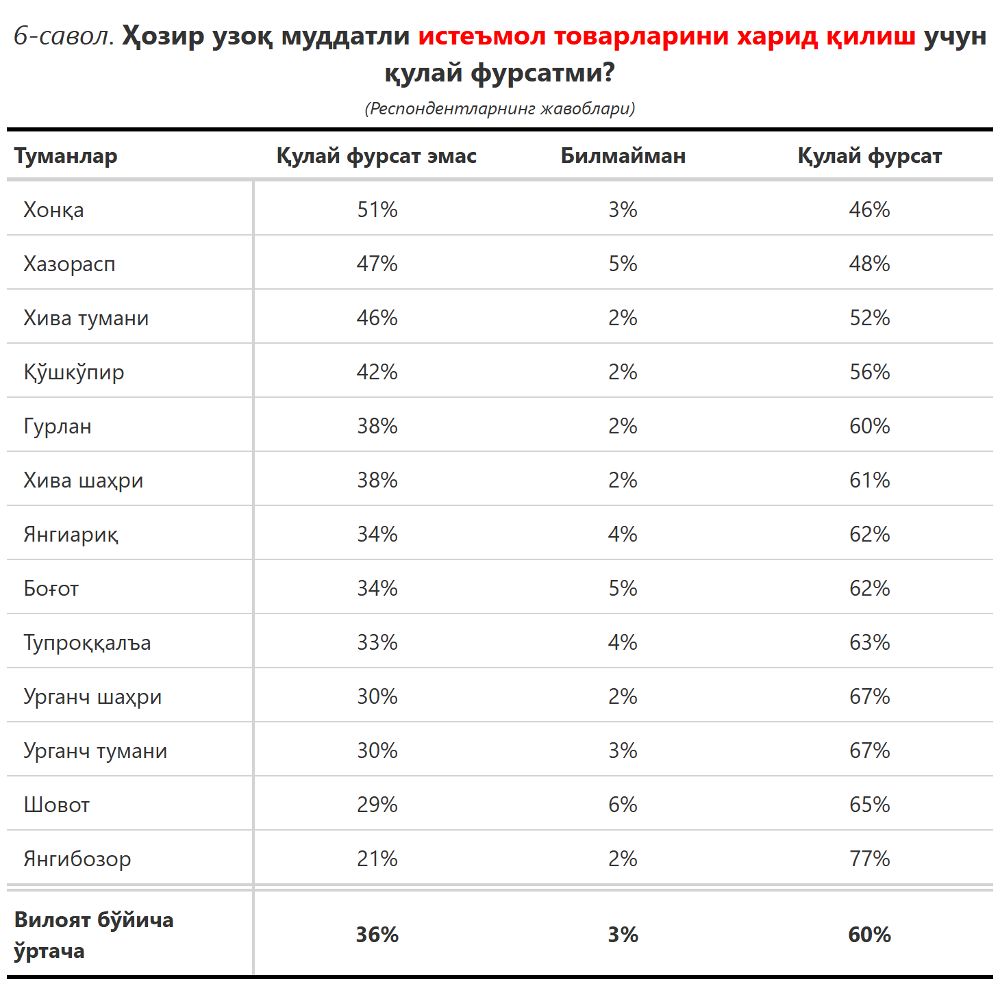 6-савол. Ҳозир узоқ муддатли истеъмол товарларини харид қилиш учун
қулай фурсатми?
(Респондентларнинг жавоблари)
Туманлар Қулай фурсат эмас Билмайман Қулай фурсат
Хонқа 51% 3% 46%
Хазорасп 47% 5% 48%
Хива тумани 46% 2% 52%
Қўшкўпир 42% 2% 56%
Гурлан 38% 2% 60%
Хива шаҳри 38% 2% 61%
Янгиариқ 34% 4% 62%
Боғот 34% 5% 62%
Тупроққалъа 33% 4% 63%
Урганч шаҳри 30% 2% 67%
Урганч тумани 30% 3% 67%
Шовот 29% 6% 65%
Янгибозор 21% 2% 77%
Вилоят бўйича
ўртача 36% 3% 60%